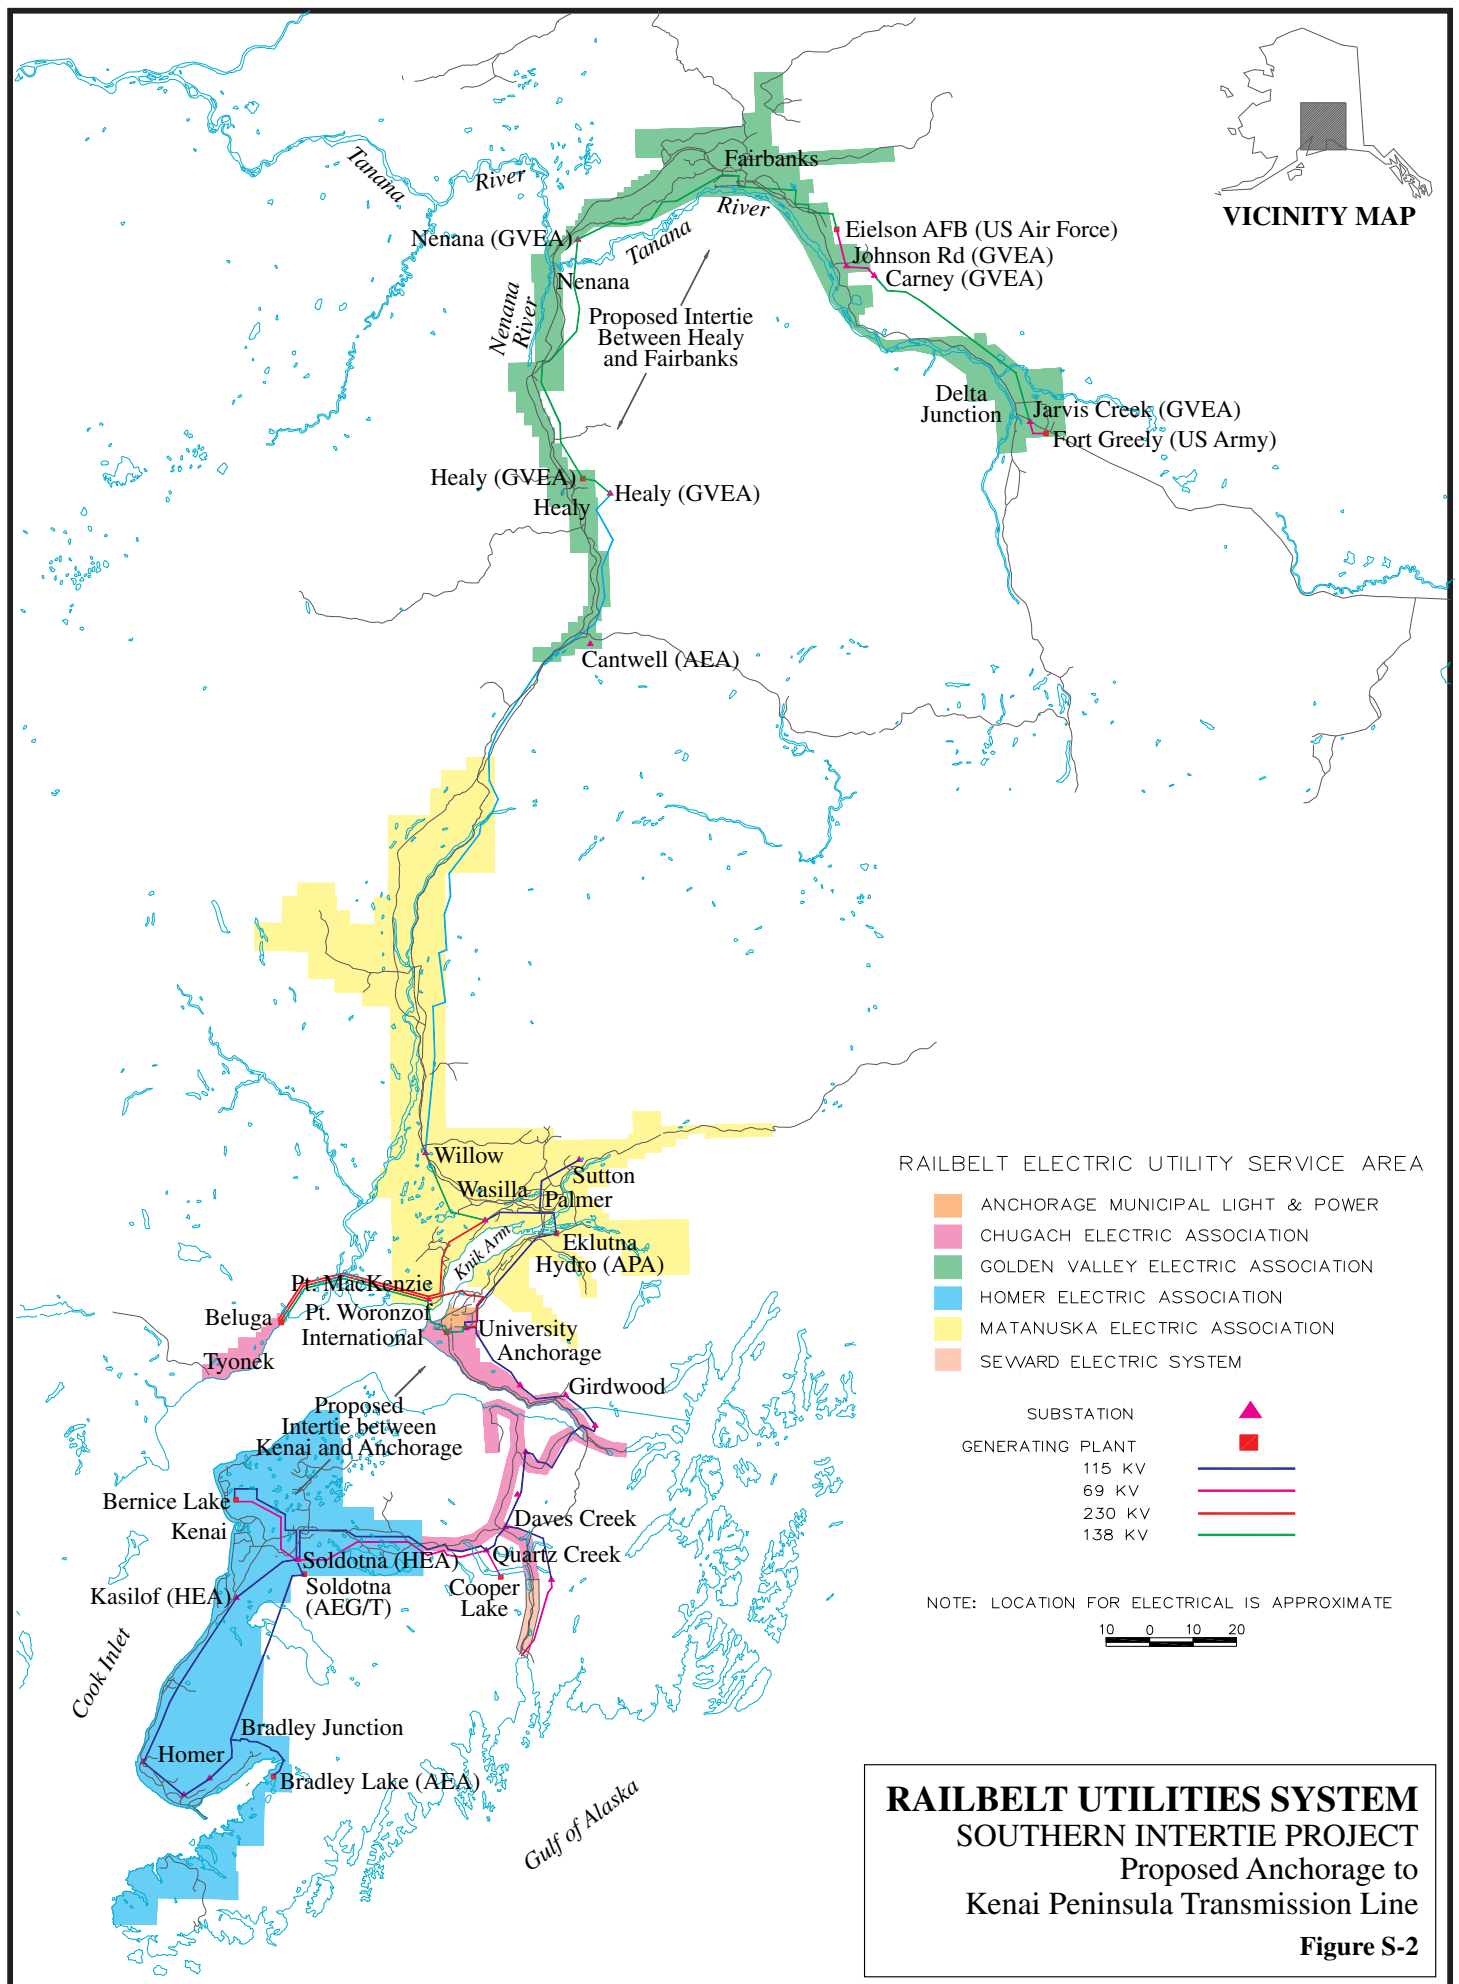 Tanana
River
Fairbanks
River
Tanana
VICINITY MAP
Nenana (GVEA)
Eielson AFB (US Air Force)
Johnson Rd (GVEA)
Carney (GVEA)
Nenana
Nenana
River
Proposed Intertie
Between Healy
and Fairbanks
Delta
Junction
Jarvis Creek (GVEA)
Fort Greely (US Army)
Healy (GVEA)
Healy (GVEA)
Healy
Cantwell (AEA)
Willow
Sutton
Wasilla
Palmer
Knik Arm
Eklutna
Hydro (APA)
Pt. MacKenzie
Beluga
Pt. Woronzof
International
University
Anchorage
Tyonek
Girdwood
Proposed
Intertie between
Kenai and Anchorage
Bernice Lake
Kenai
Daves Creek
Soldotna (HEA)
Quartz Creek
Kasilof (HEA)
Soldotna
(AEG/T)
Cooper
Lake
Cook Inlet
Bradley Junction
Homer
Bradley Lake (AEA)
Gulf of Alaska
RAILBELT ELECTRIC UTILITY SERVICE AREA
ANCHORAGE MUNICIPAL LIGHT & POWER
CHUGACH ELECTRIC ASSOCIATION
GOLDEN VALLEY ELECTRIC ASSOCIATION
HOMER ELECTRIC ASSOCIATION
MATANUSKA ELECTRIC ASSOCIATION
SEWARD ELECTRIC SYSTEM
SUBSTATION
GENERATING PLANT
115 KV
69 KV
230 KV
138 KV
NOTE: LOCATION FOR ELECTRICAL IS APPROXIMATE
10 0 10 20
RAILBELT UTILITIES SYSTEM
SOUTHERN INTERTIE PROJECT
Proposed Anchorage to
Kenai Peninsula Transmission Line
Figure S-2